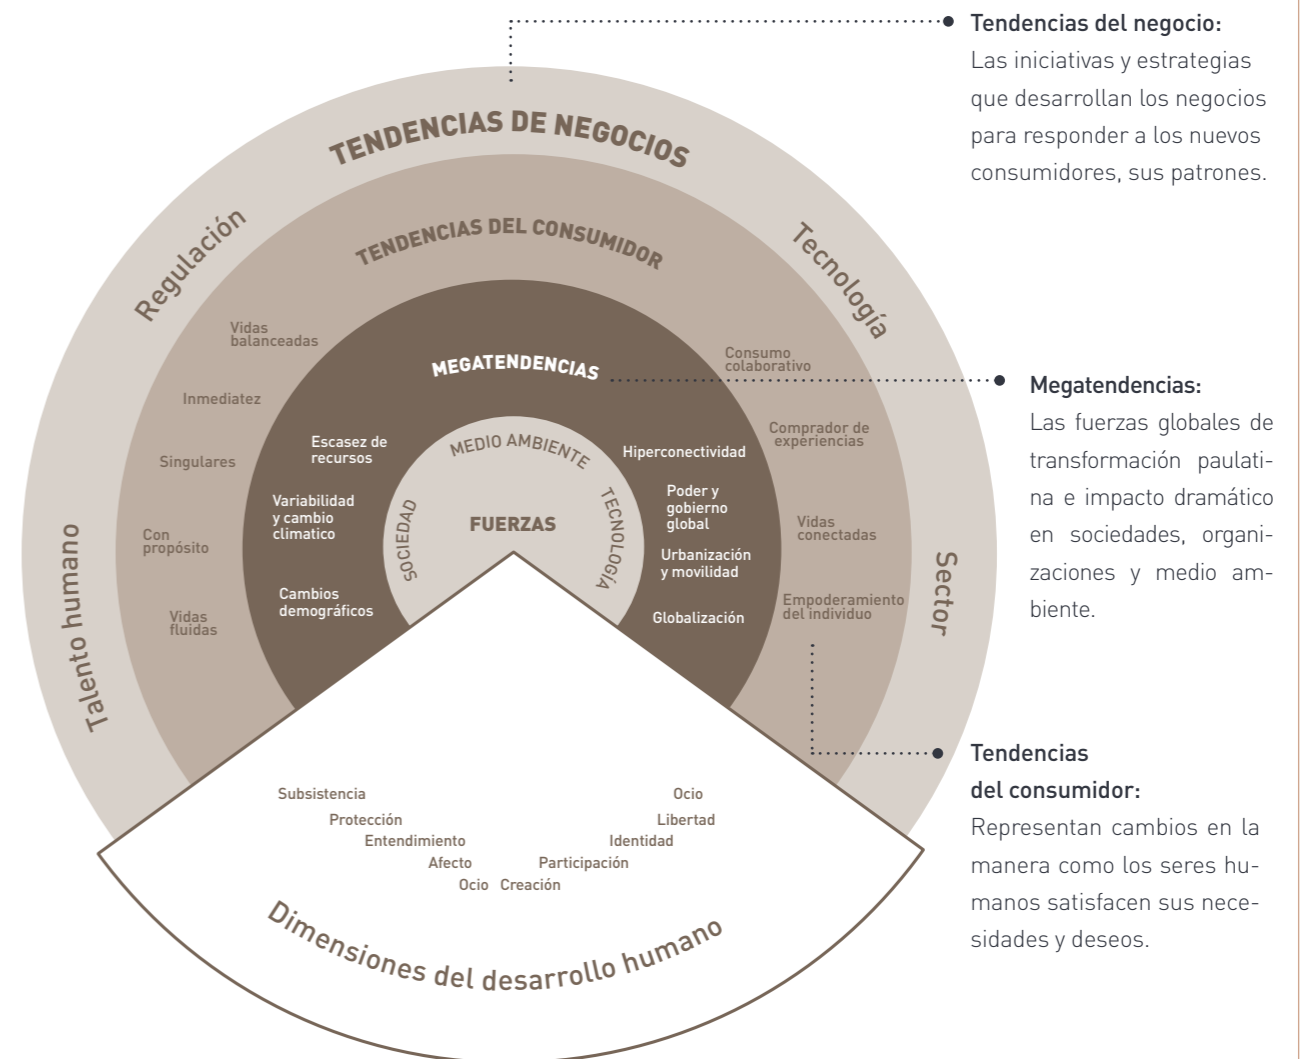 Tendencias del negocio:
Las iniciativas y estrategias
que desarrollan los negocios
para responder a los nuevos
consumidores, sus patrones.
TENDENCIAS DE NEGOCIOS
Regulación
Tecnología
Talento humano
Sector
TENDENCIAS DEL CONSUMIDOR
Vidas
balanceadas
Inmediatez
Singulares
Con
propósito
Vidas
fluidas
Consumo
colaborativo
Comprador de
experiencias
Vidas
conectadas
Empoderamiento
del individuo
MEGATENDENCIAS
Escasez de
recursos
Variabilidad
y cambio
climatico
Cambios
demográficos
Hiperconectividad
Poder y
gobierno
global
Urbanización
y movilidad
Globalización
SOCIEDAD
MEDIO AMBIENTE
TECNOLOGÍA
FUERZAS
Megatendencias:
Las fuerzas globales de
transformación paulati-
na e impacto dramático
en sociedades, organi-
zaciones y medio am-
biente.
Tendencias
del consumidor:
Representan cambios en la
manera como los seres hu-
manos satisfacen sus nece-
sidades y deseos.
Subsistencia
Protección
Entendimiento
Afecto
Ocio
Creación
Participación
Identidad
Libertad
Ocio
Dimensiones del desarrollo humano